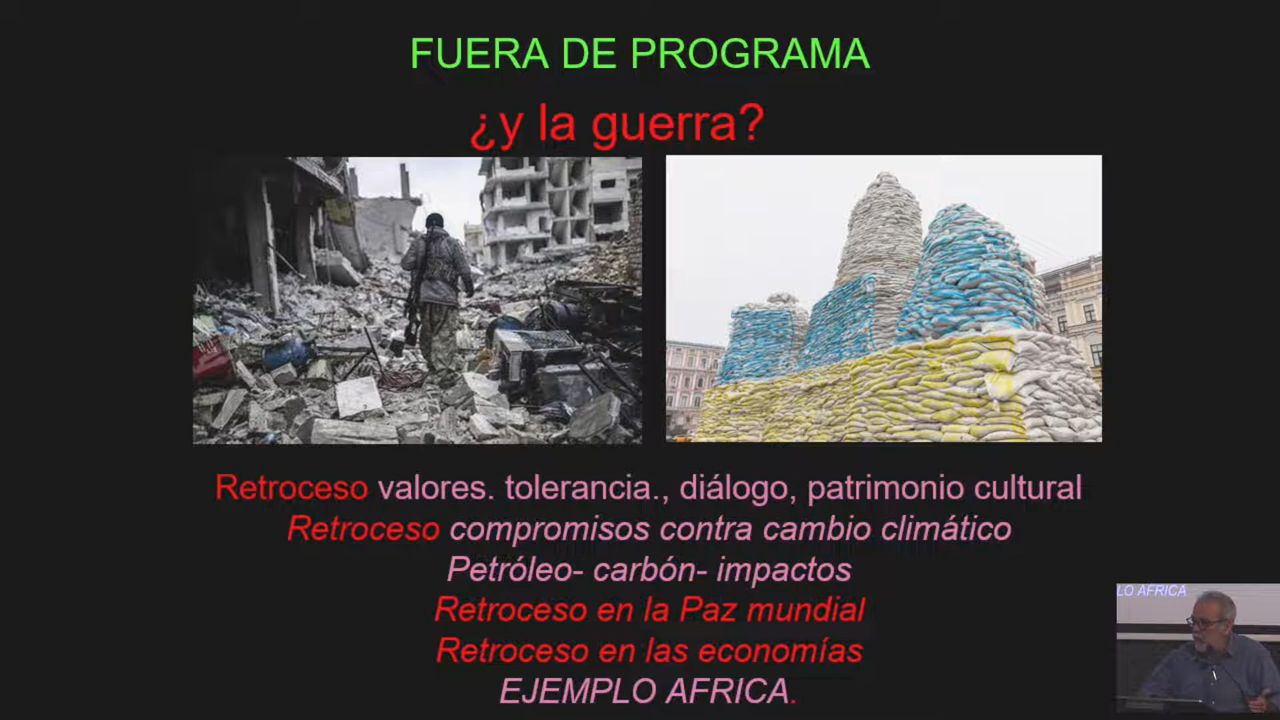 FUERA DE PROGRAMA
¿y la guerra?
Retroceso valores. tolerancia., diálogo, patrimonio cultural
Retroceso compromisos contra cambio climático
Petróleo- carbón- impactos
Retroceso en la Paz mundial
Retroceso en las economías
EJEMPLO AFRICA.
LO AFRICA